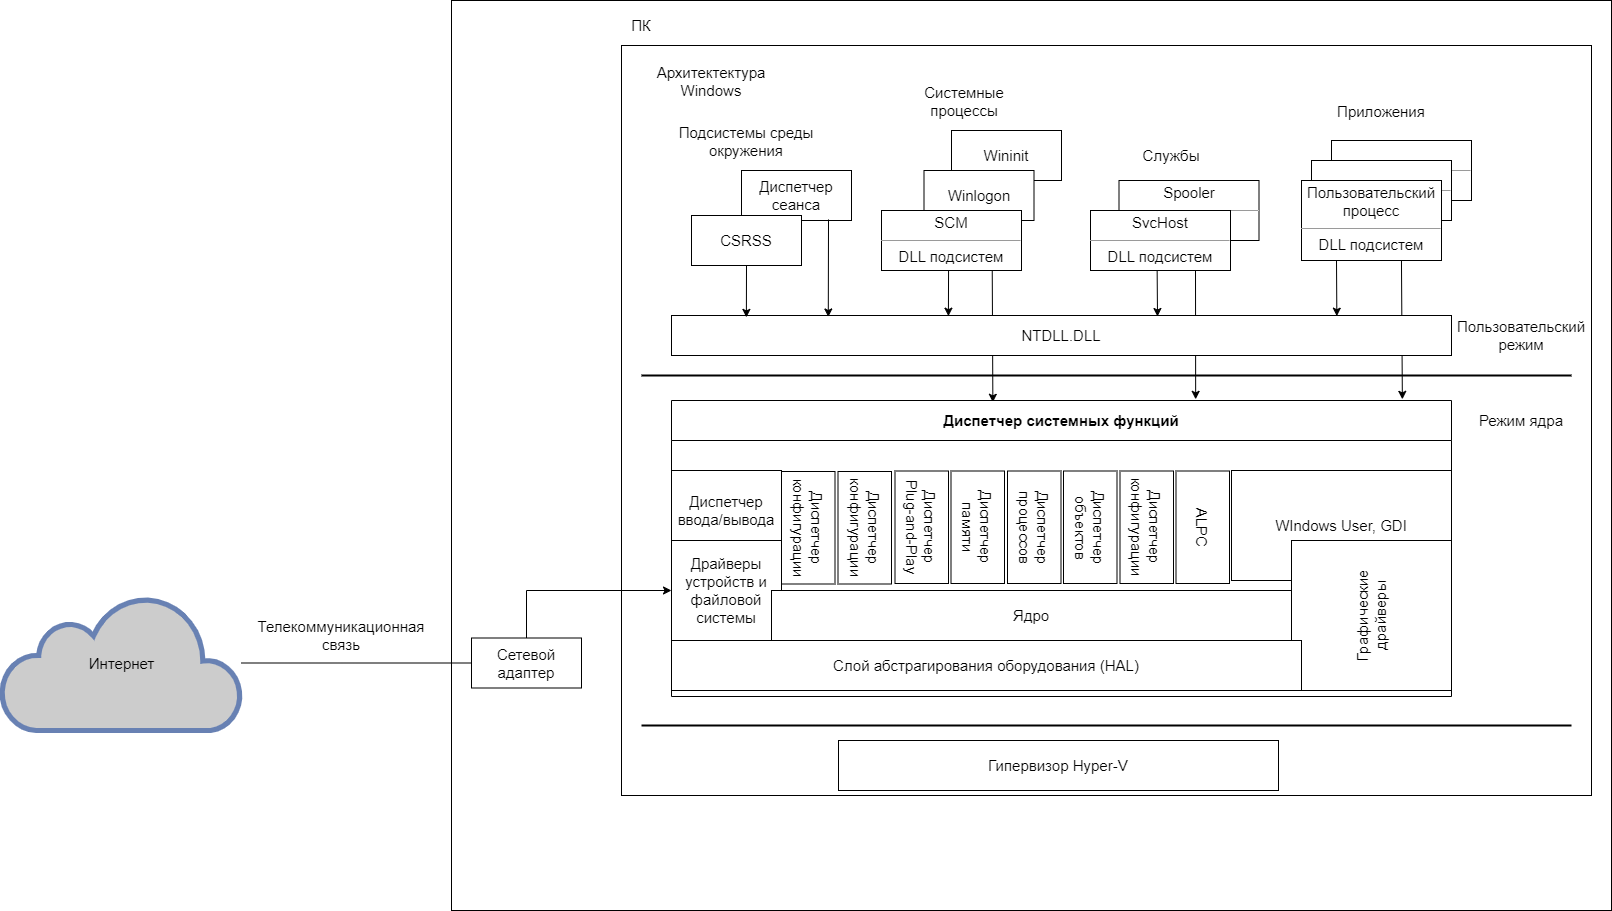 ПК
Архитектектура
Windows
Подсистемы среды
окружения
Диспетчер
сеанса
CSRSS
Системные
процессы
Wininit
Winlogon
SCM
DLL подсистем
Службы
Spooler
SvcHost
DLL подсистем
Приложения
Пользовательский
процесс
DLL подсистем
NTDLL.DLL
Пользовательский
режим
Диспетчер системных функций
Режим ядра
Диспетчер
ввода/вывода
Диспетчер
конфигурации
Диспетчер
конфигурации
Диспетчер
Plug-and-Play
Диспетчер
памяти
Диспетчер
процессов
Диспетчер
объектов
Диспетчер
конфигурации
ALPC
WIndows User, GDI
Драйверы
устройств и
файловой
системы
Графические
драйверы
Ядро
Слой абстрагирования оборудования (HAL)
Интернет
Телекоммуникационная
связь
Сетевой
адаптер
Гипервизор Hyper-V